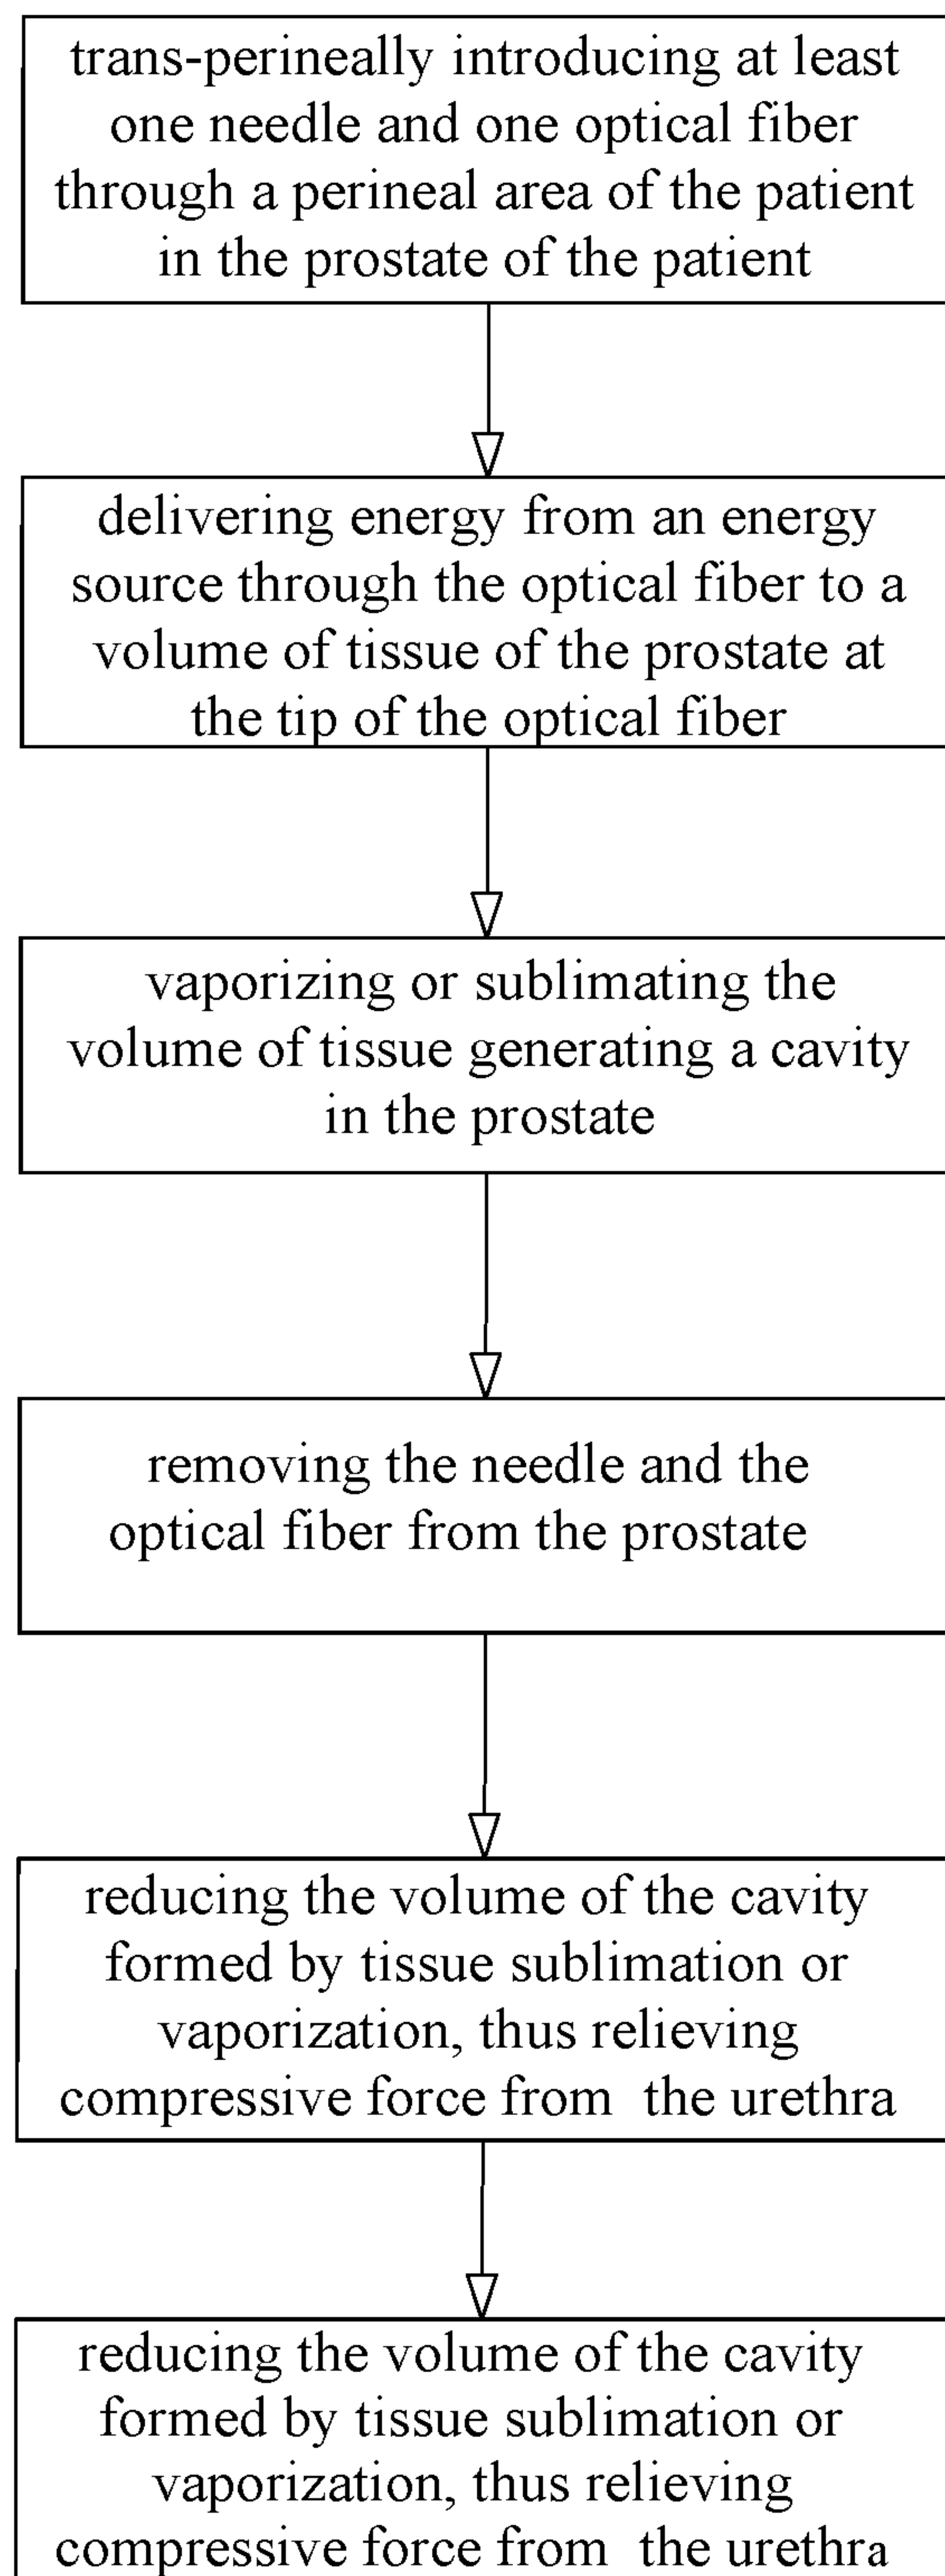 trans-perineally introducing at least
one needle and one optical fiber
through a perineal area of the patient
in the prostate of the patient
delivering energy from an energy
source through the optical fiber to a
volume of tissue of the prostate at
the tip of the optical fiber
vaporizing or sublimating the
volume of tissue generating a cavity
in the prostate
removing the needle and the
optical fiber from the prostate
reducing the volume of the cavity
formed by tissue sublimation or
vaporization, thus relieving
compressive force from  the urethra
reducing the volume of the cavity
formed by tissue sublimation or
vaporization, thus relieving
compressive force from  the urethra